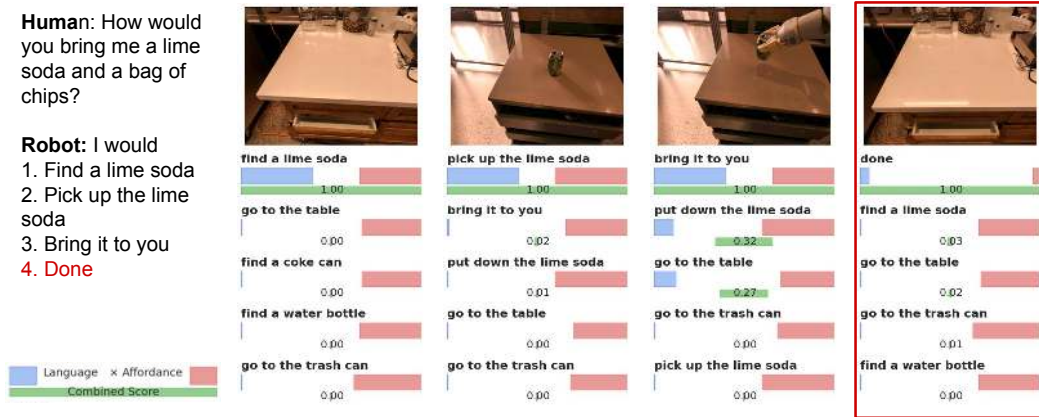 Human: How would
you bring me a lime
soda and a bag of
chips?
Robot: I would
1. Find a lime soda
2. Pick up the lime
soda
3. Bring it to you
4. Done
Language × Affordance
Combined Score
find a lime soda
1.00
go to the table
0.00
find a coke can
0.00
find a water bottle
0.00
go to the trash can
0.00
pick up the lime soda
1.00
bring it to you
0.02
put down the lime soda
0.01
go to the table
0.00
go to the trash can
0.00
bring it to you
1.00
put down the lime soda
0.32
go to the table
0.27
go to the trash can
0.00
pick up the lime soda
0.00
done
1.00
find a lime soda
0.03
go to the table
0.02
go to the trash can
0.01
find a water bottle
0.00